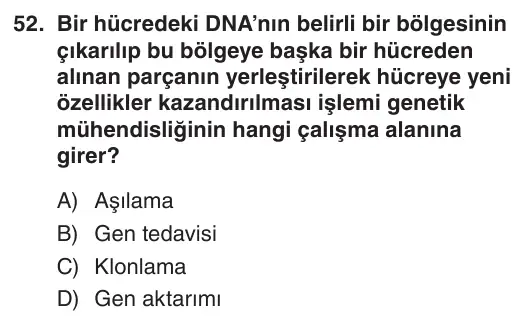 52. Bir hücredeki DNA’nın belirli bir bölgesinin
çıkarılıp bu bölgeye başka bir hücreden
alınan parçanın yerleştirilerek hücreye yeni
özellikler kazandırılması işlemi genetik
mühendisliğinin hangi çalışma alanına
girer?
A) Aşılama
B) Gen tedavisi
C) Klonlama
D) Gen aktarımı